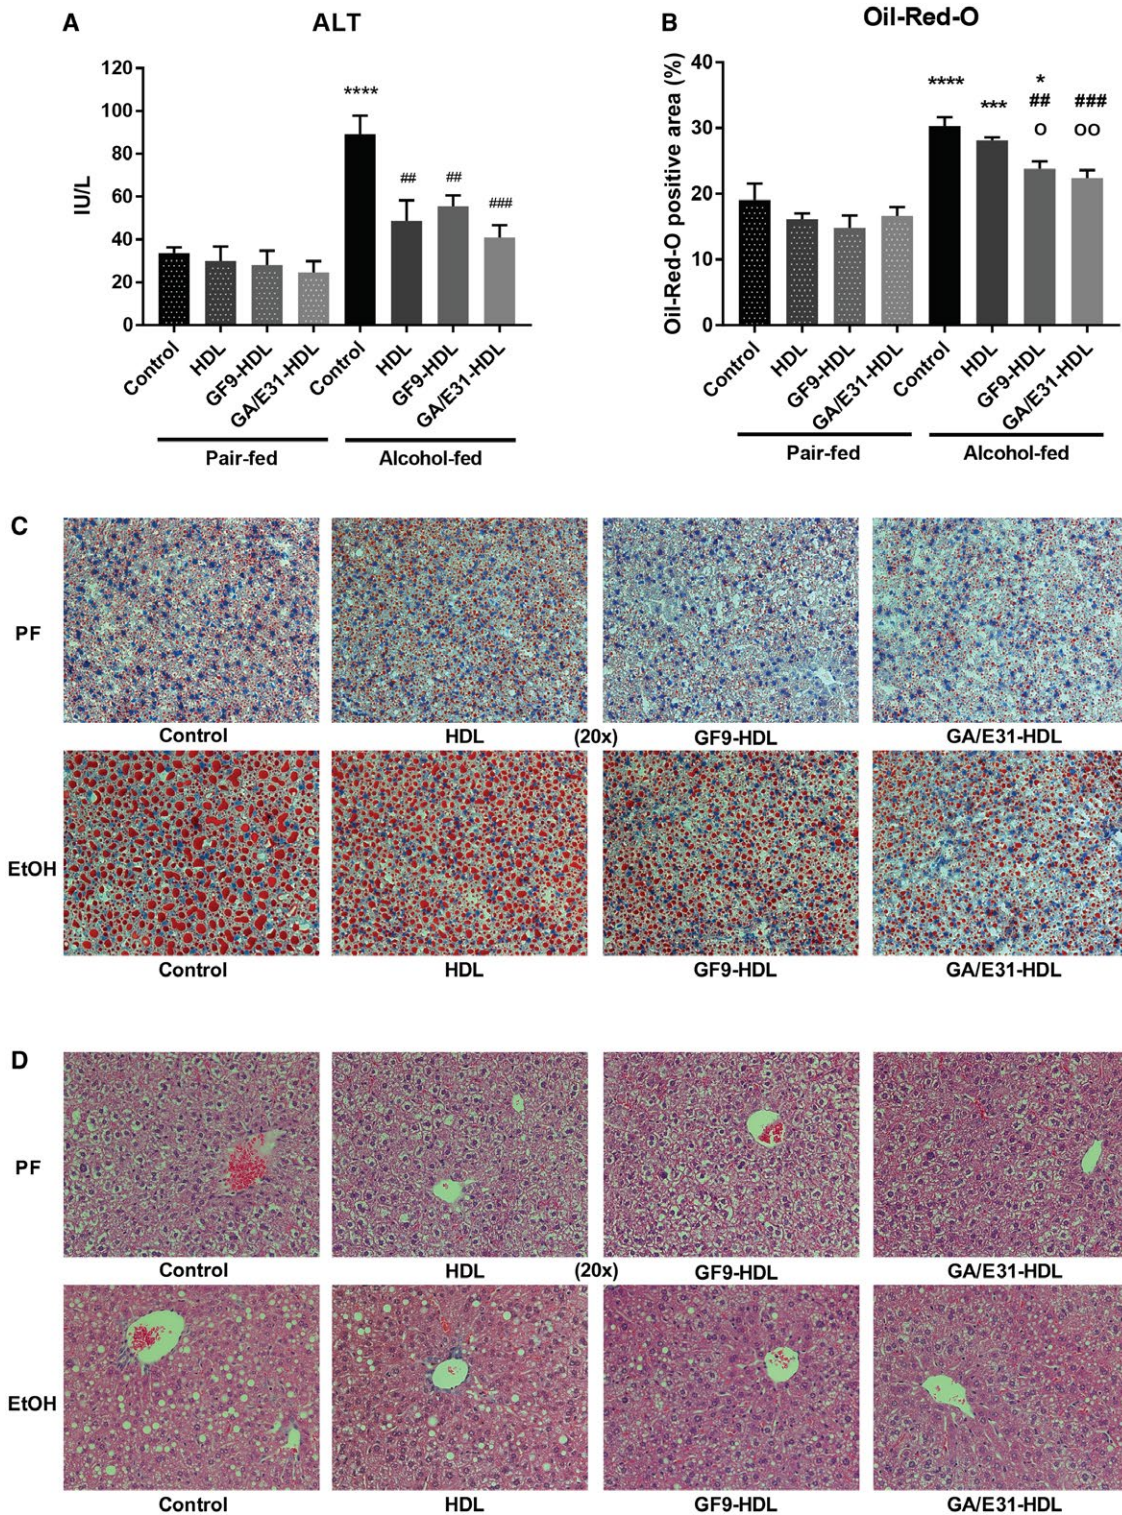 A
ALT
IU/L
120
100
80
60
40
20
0
****
##
##
###
Control
HDL
GF9-HDL
GA/E31-HDL
Control
HDL
GF9-HDL
GA/E31-HDL
Pair-fed
Alcohol-fed
B
Oil-Red-O
Oil-Red-O positive area (%)
40
30
20
10
0
****
***
*
##
O
###
OO
Control
HDL
GF9-HDL
GA/E31-HDL
Control
HDL
GF9-HDL
GA/E31-HDL
Pair-fed
Alcohol-fed
C
PF
Control HDL (20x) GF9-HDL GA/E31-HDL
EtOH
Control HDL GF9-HDL GA/E31-HDL
D
PF
Control HDL (20x) GF9-HDL GA/E31-HDL
EtOH
Control HDL GF9-HDL GA/E31-HDL